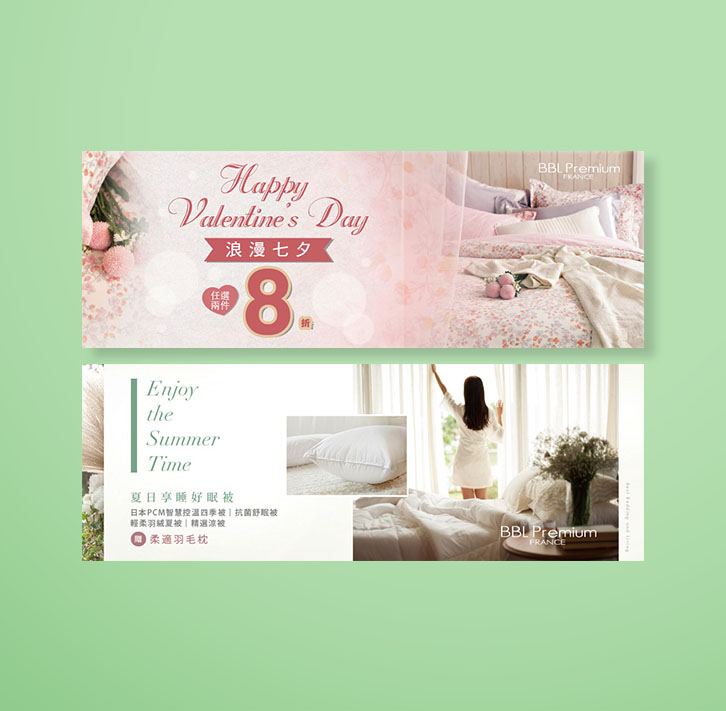 Happy
Valentine's Day
浪漫七夕
任選
兩件
8
折
BBL Premium
FRANCE
Enjoy
the
Summer
Time
夏日享睡好眠被
日本PCM智慧控溫四季被｜抗菌舒眠被
輕柔羽絨夏被｜精選涼被
贈 柔適羽毛枕
BBL Premium
FRANCE